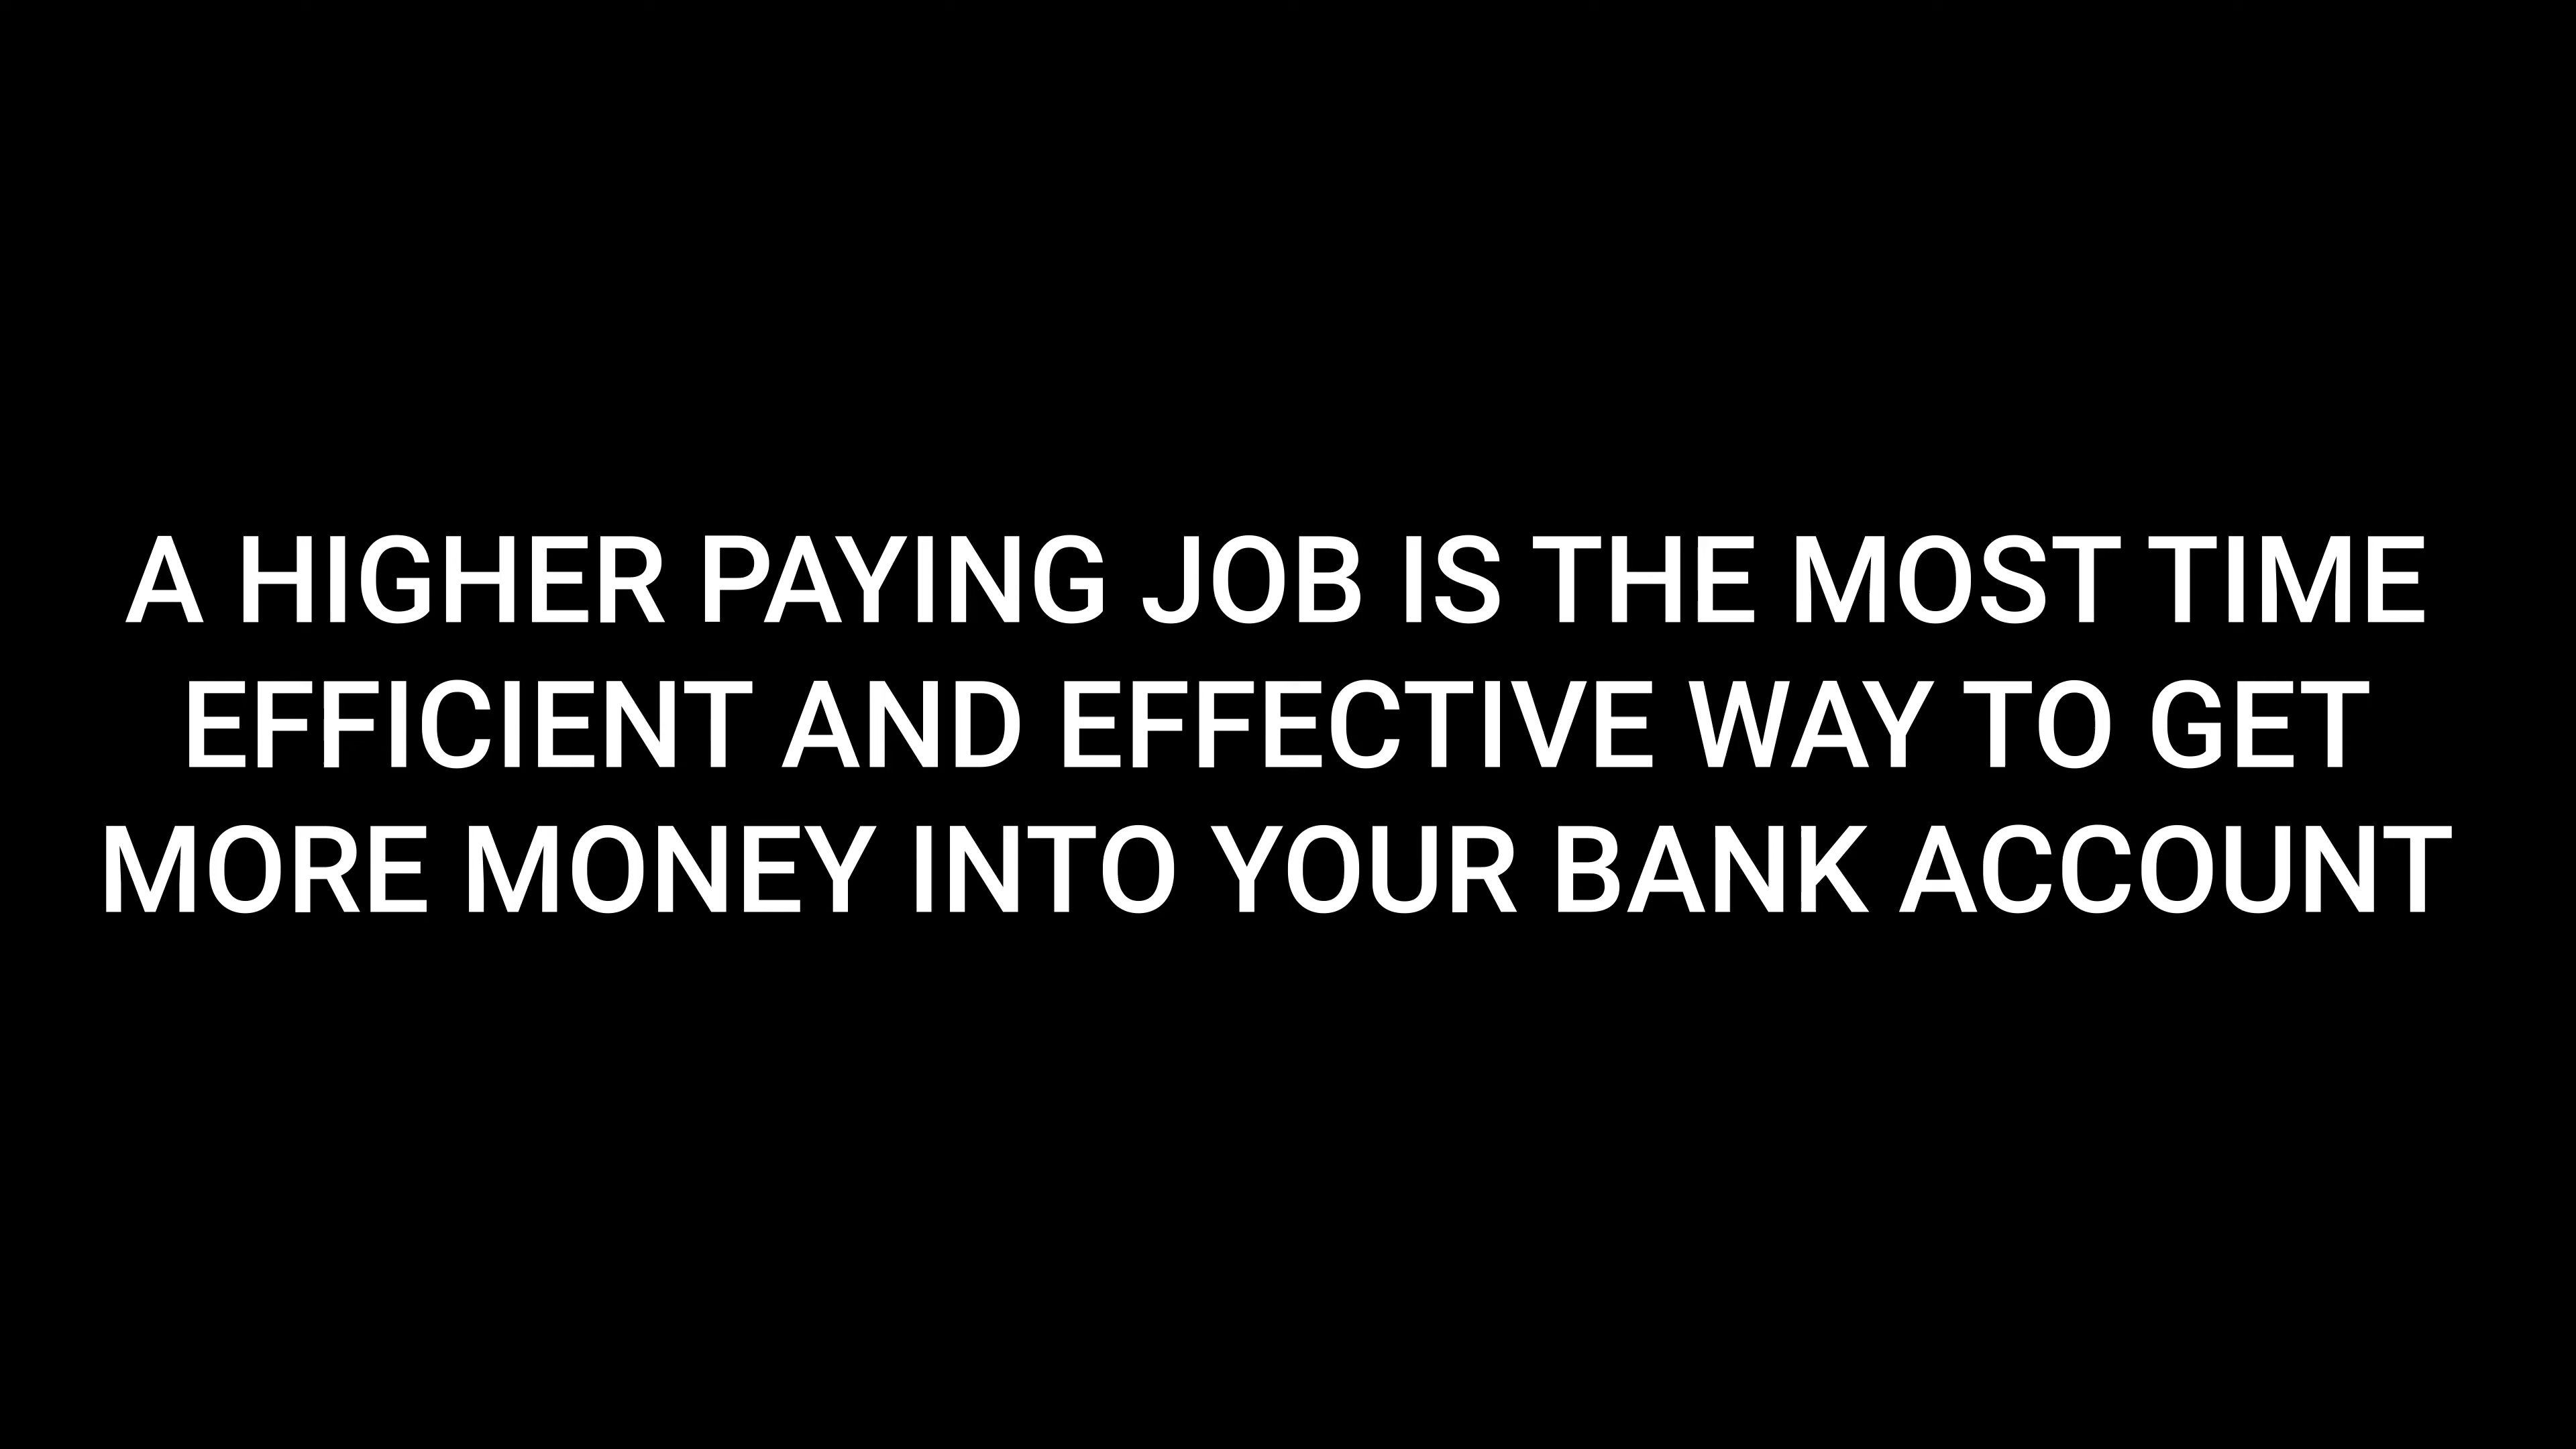 A HIGHER PAYING JOB IS THE MOST TIME
EFFICIENT AND EFFECTIVE WAY TO GET
MORE MONEY INTO YOUR BANK ACCOUNT